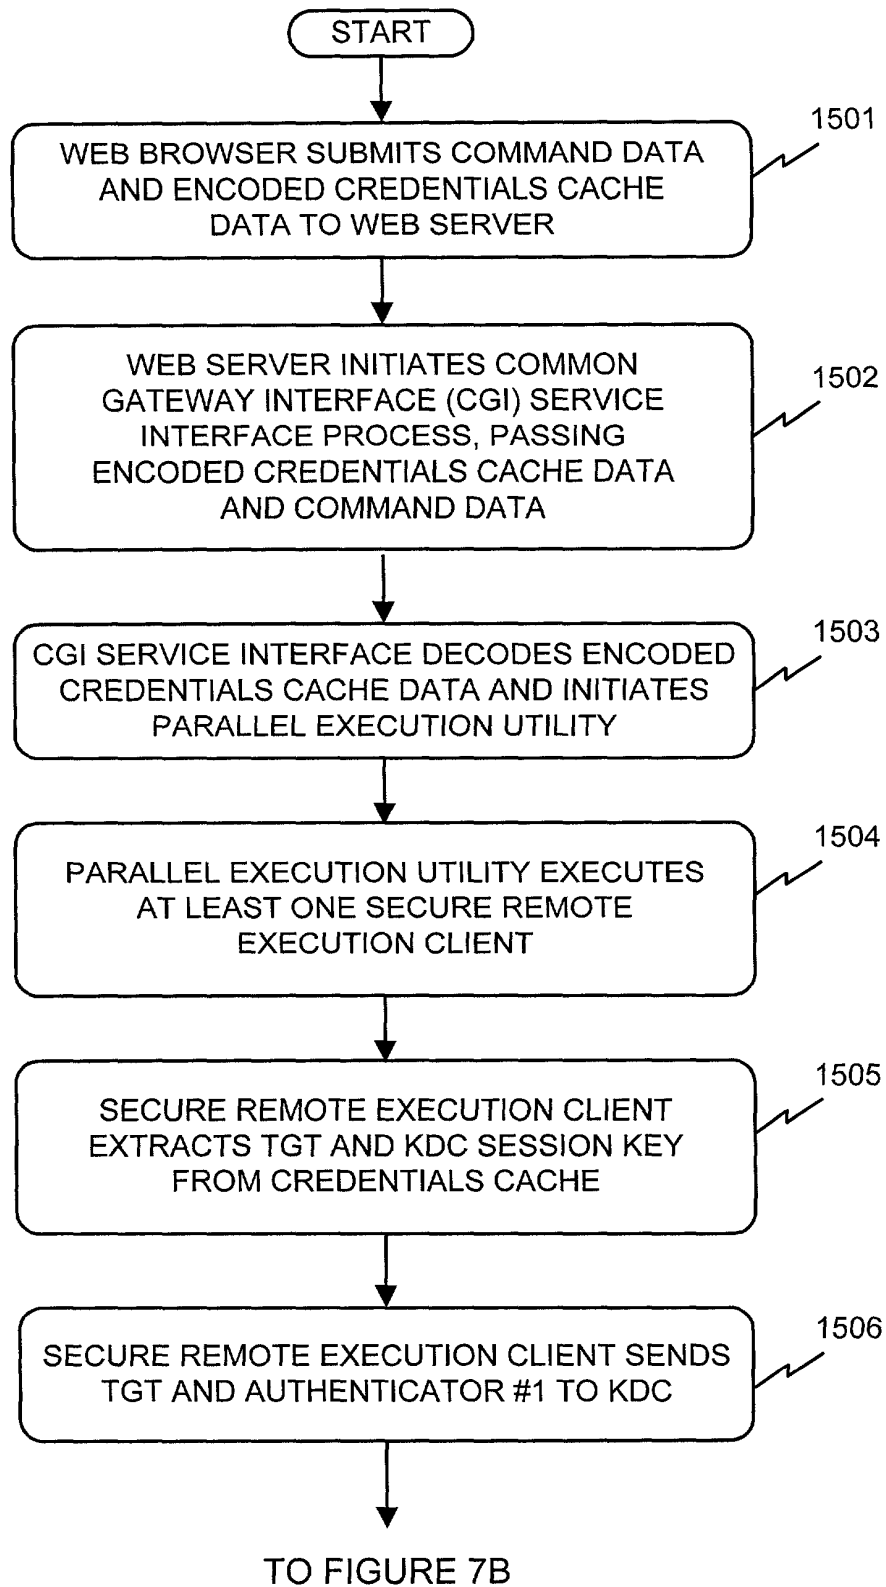 START
1501
WEB BROWSER SUBMITS COMMAND DATA
AND ENCODED CREDENTIALS CACHE
DATA TO WEB SERVER
1502
WEB SERVER INITIATES COMMON
GATEWAY INTERFACE (CGI) SERVICE
INTERFACE PROCESS, PASSING
ENCODED CREDENTIALS CACHE DATA
AND COMMAND DATA
1503
CGI SERVICE INTERFACE DECODES ENCODED
CREDENTIALS CACHE DATA AND INITIATES
PARALLEL EXECUTION UTILITY
1504
PARALLEL EXECUTION UTILITY EXECUTES
AT LEAST ONE SECURE REMOTE
EXECUTION CLIENT
1505
SECURE REMOTE EXECUTION CLIENT
EXTRACTS TGT AND KDC SESSION KEY
FROM CREDENTIALS CACHE
1506
SECURE REMOTE EXECUTION CLIENT SENDS
TGT AND AUTHENTICATOR #1 TO KDC
TO FIGURE 7B